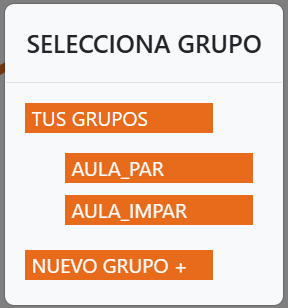 SELECCIONA GRUPO
TUS GRUPOS
AULA_PAR
AULA_IMPAR
NUEVO GRUPO +